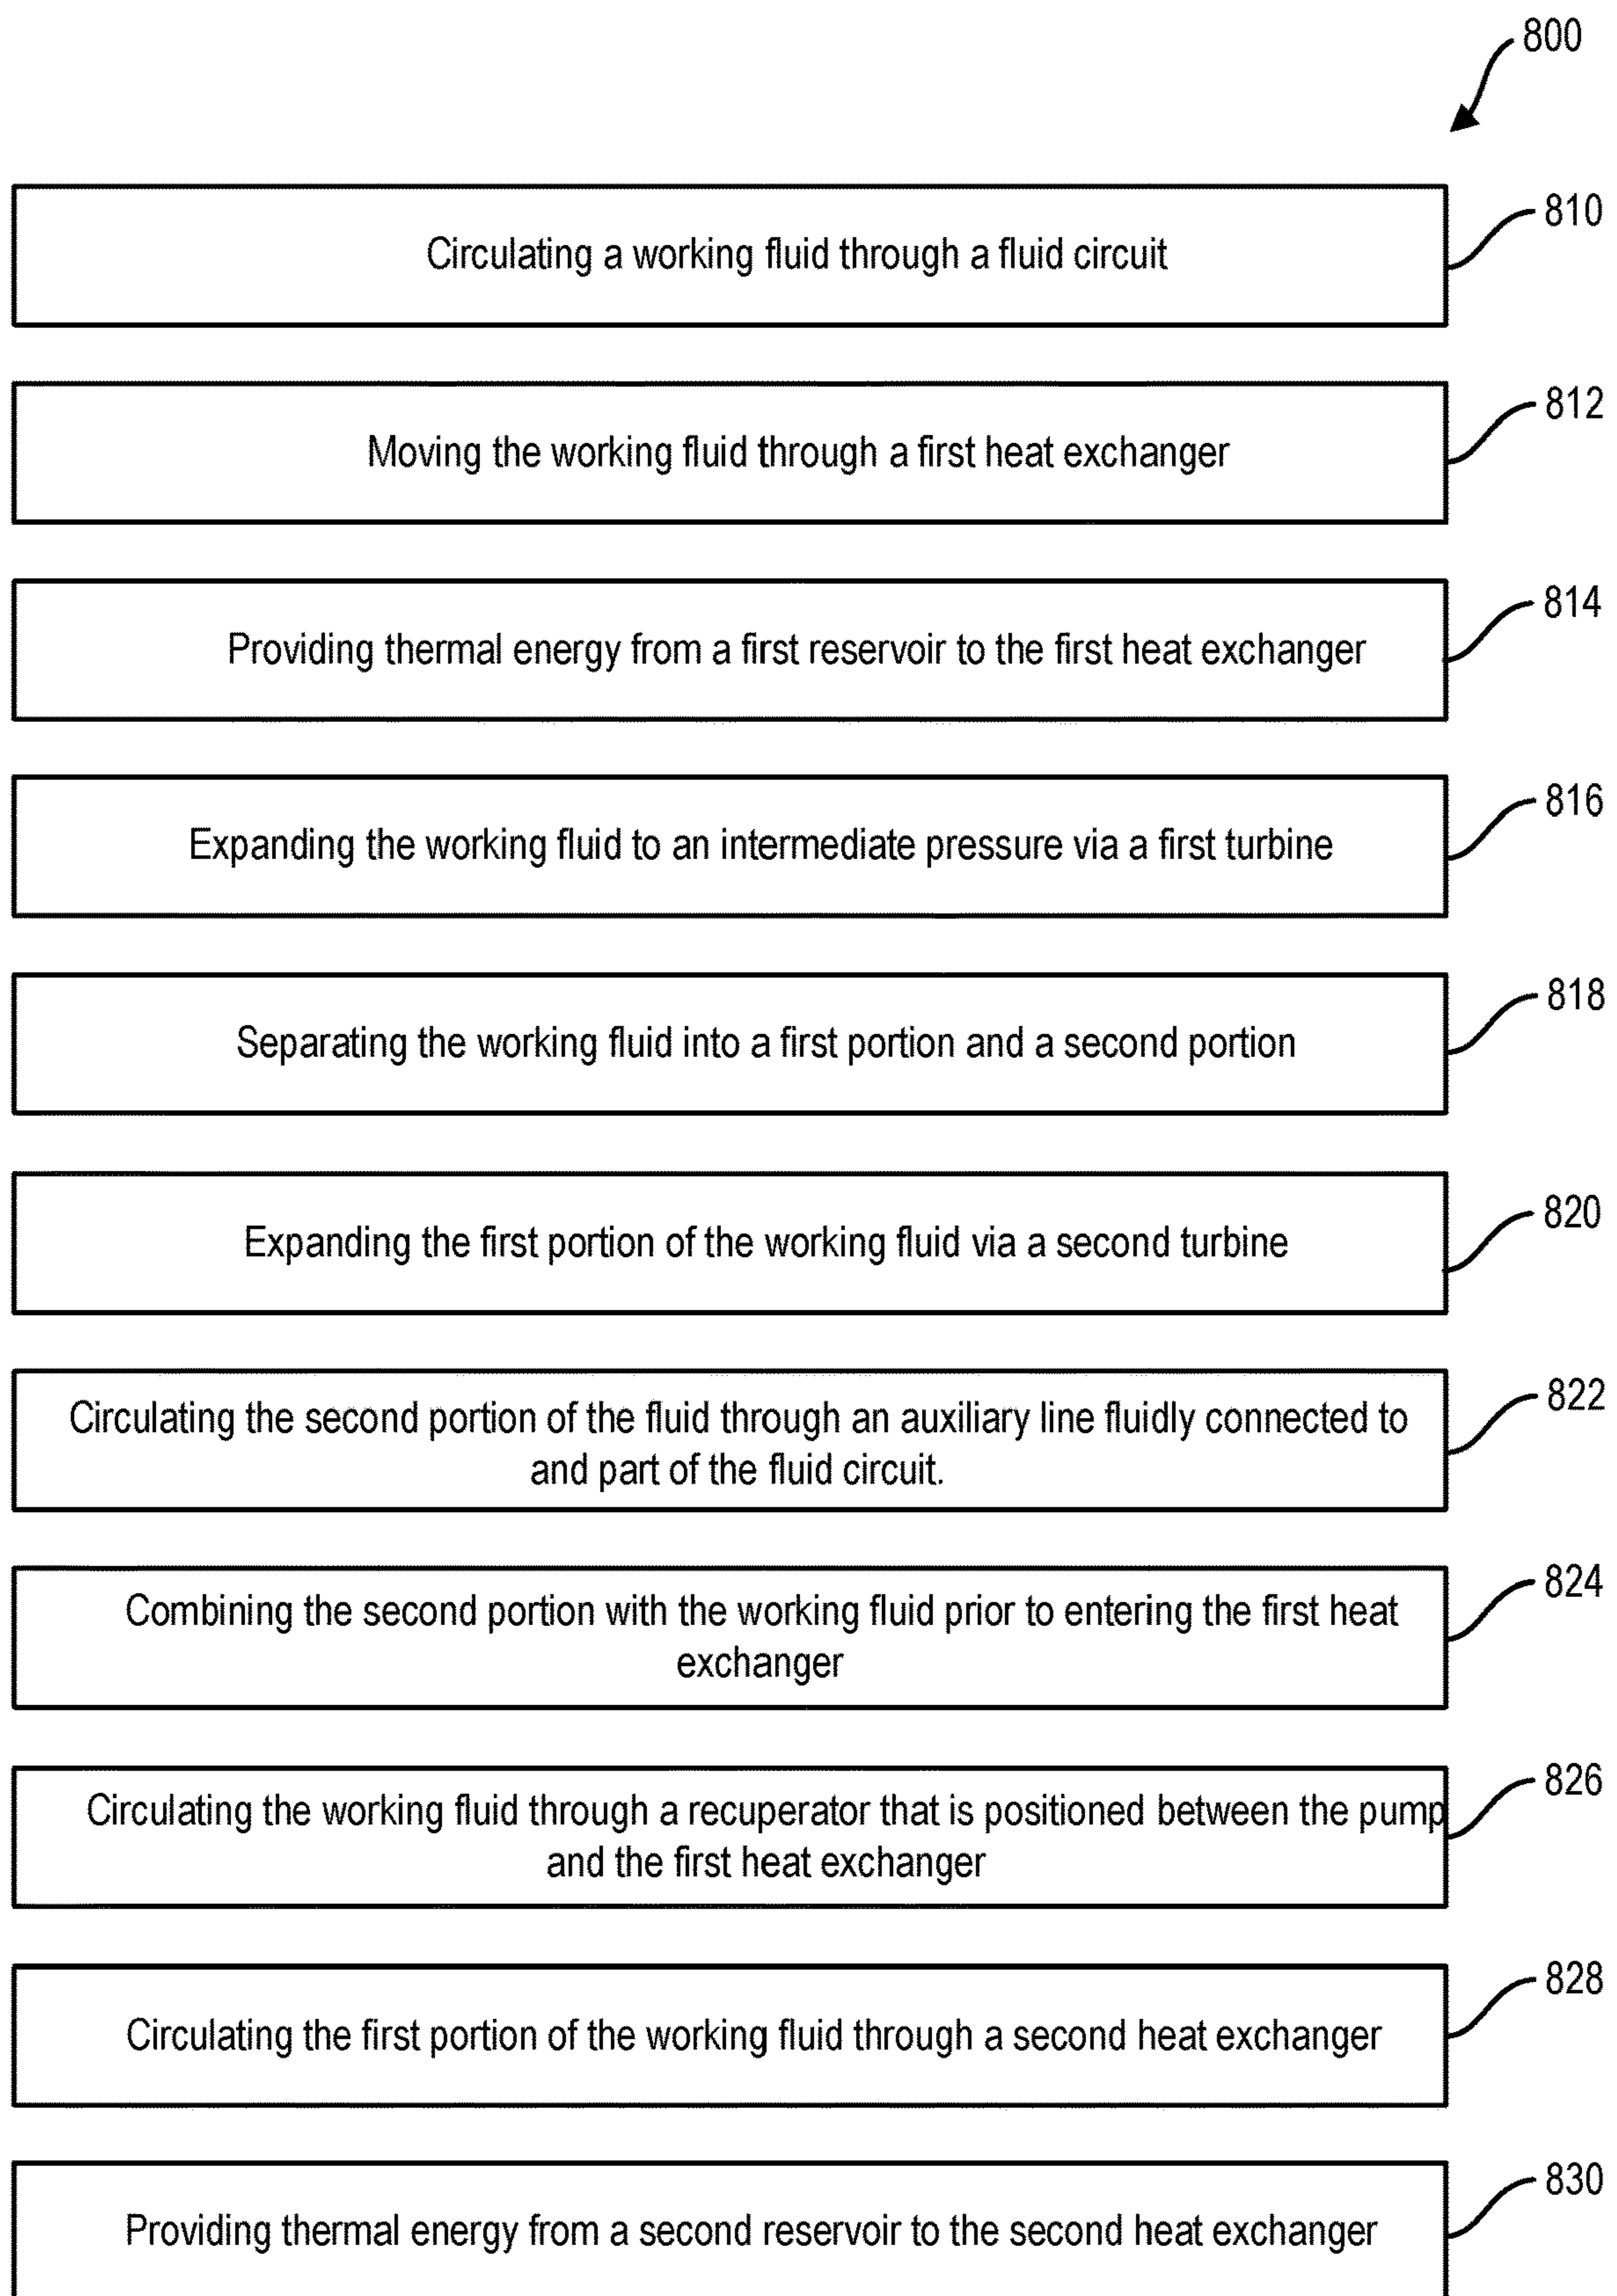 800
810
Circulating a working fluid through a fluid circuit
812
Moving the working fluid through a first heat exchanger
814
Providing thermal energy from a first reservoir to the first heat exchanger
816
Expanding the working fluid to an intermediate pressure via a first turbine
818
Separating the working fluid into a first portion and a second portion
820
Expanding the first portion of the working fluid via a second turbine
822
Circulating the second portion of the fluid through an auxiliary line fluidly connected to
and part of the fluid circuit.
824
Combining the second portion with the working fluid prior to entering the first heat
exchanger
826
Circulating the working fluid through a recuperator that is positioned between the pump
and the first heat exchanger
828
Circulating the first portion of the working fluid through a second heat exchanger
830
Providing thermal energy from a second reservoir to the second heat exchanger